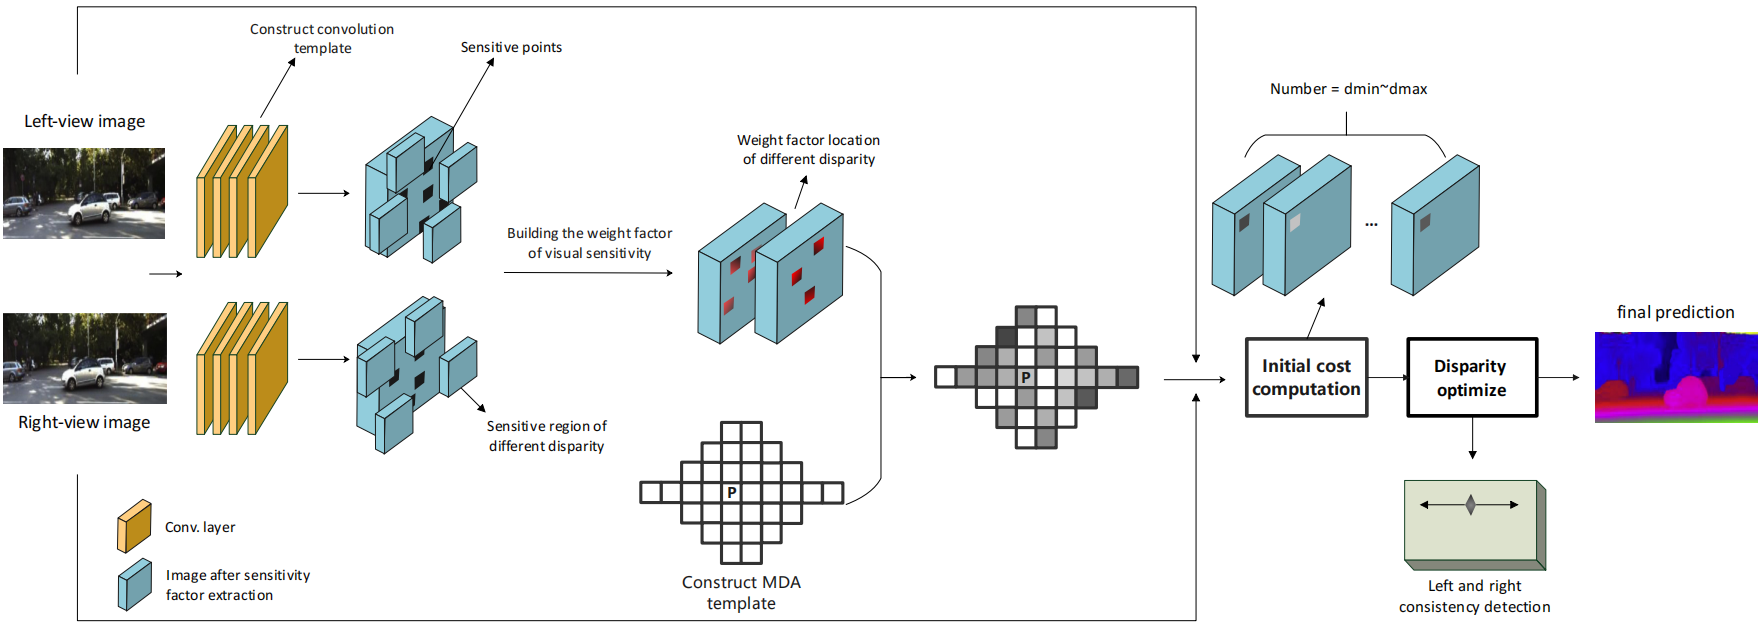 Construct convolution
template
Sensitive points
Number = dmin~dmax
Left-view image
Weight factor location
of different disparity
Building the weight factor
of visual sensitivity
...
final prediction
P
Initial cost
computation
Disparity
optimize
Right-view image
Sensitive region of
different disparity
P
Conv. layer
Image after sensitivity
factor extraction
Construct MDA
template
Left and right
consistency detection